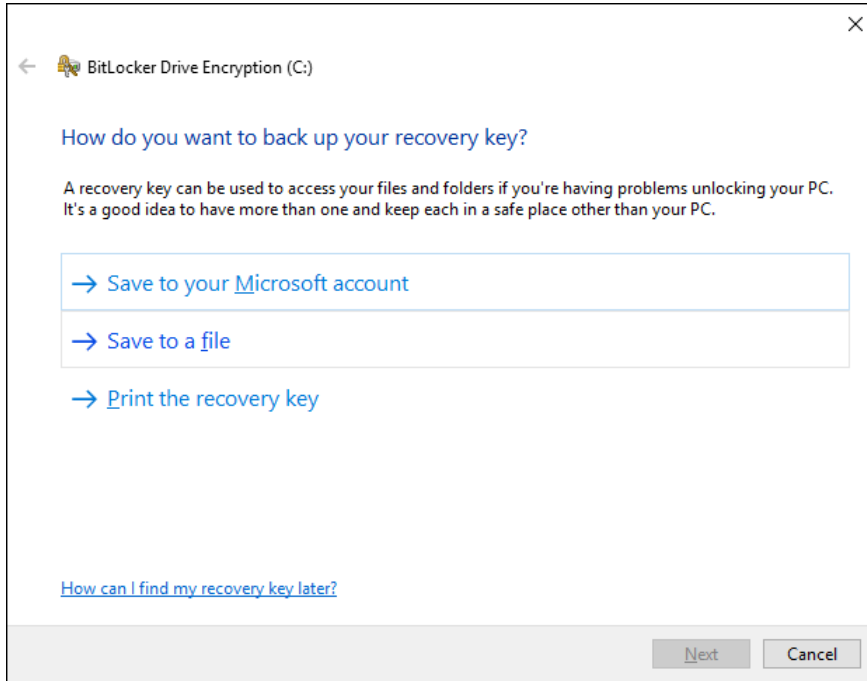 BitLocker Drive Encryption (C:)
How do you want to back up your recovery key?
A recovery key can be used to access your files and folders if you're having problems unlocking your PC.
It's a good idea to have more than one and keep each in a safe place other than your PC.
Save to your Microsoft account
Save to a file
Print the recovery key
How can I find my recovery key later?
Next Cancel